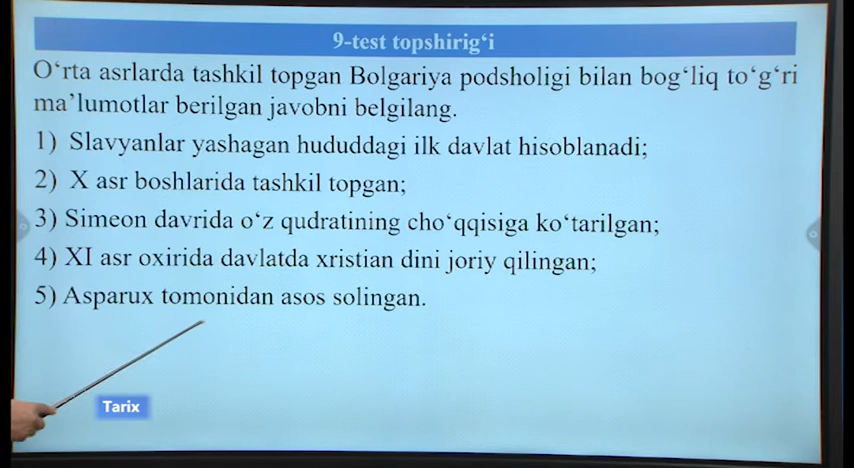 9-test topshirig‘i
O‘rta asrlarda tashkil topgan Bolgariya podsholigi bilan bog‘liq to‘g‘ri
ma’lumotlar berilgan javobni belgilang.
1) Slavyanlar yashagan hududdagi ilk davlat hisoblanadi;
2) X asr boshlarida tashkil topgan;
3) Simeon davrida o‘z qudratining cho‘qqisiga ko‘tarilgan;
4) XI asr oxirida davlatda xristian dini joriy qilingan;
5) Asparux tomonidan asos solingan.
Tarix